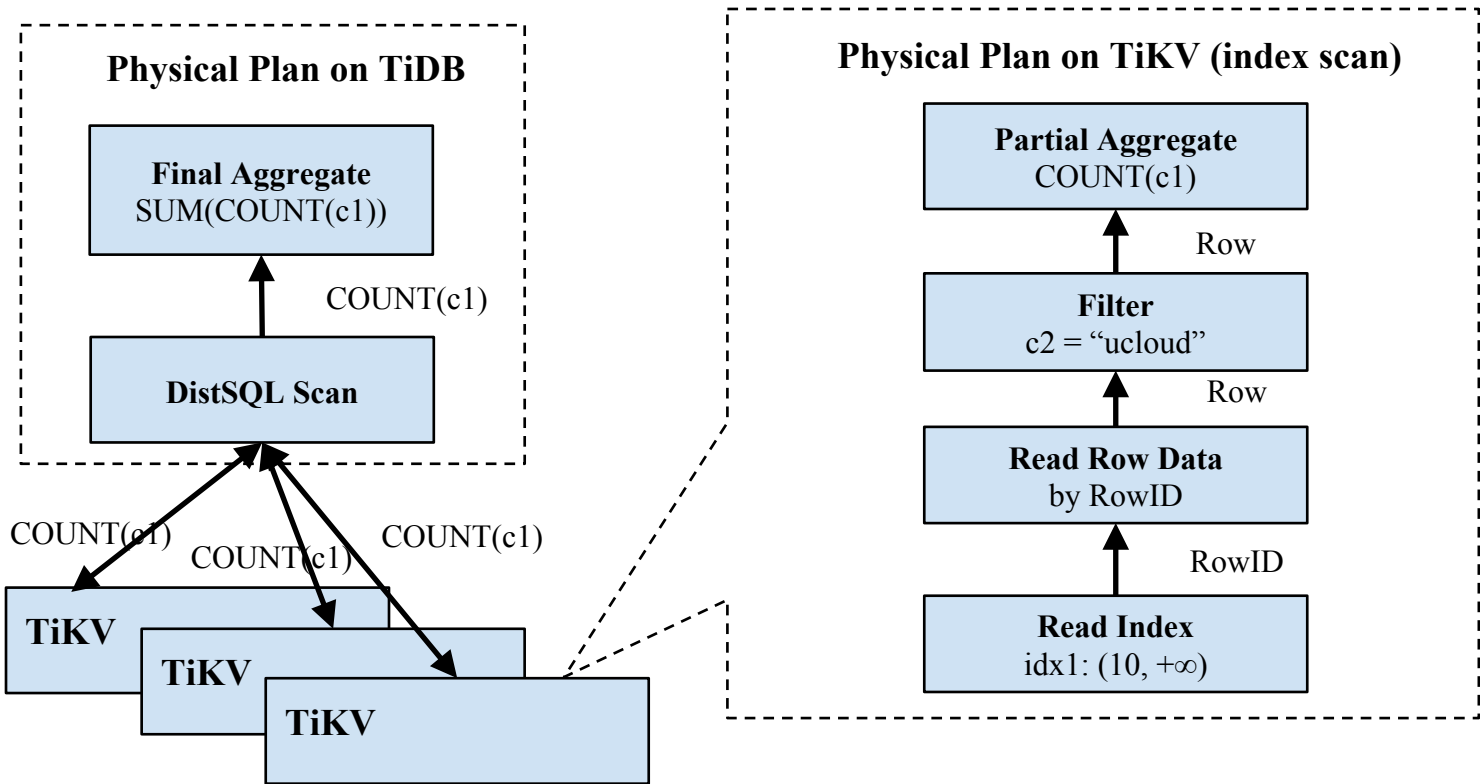 Physical Plan on TiDB
Final Aggregate
SUM(COUNT(c1))
COUNT(c1)
DistSQL Scan
COUNT(c1)
COUNT(c1)
COUNT(c1)
TiKV
TiKV
TiKV
Physical Plan on TiKV (index scan)
Partial Aggregate
COUNT(c1)
Row
Filter
c2 = “ucloud”
Row
Read Row Data
by RowID
RowID
Read Index
idx1: (10, +∞)